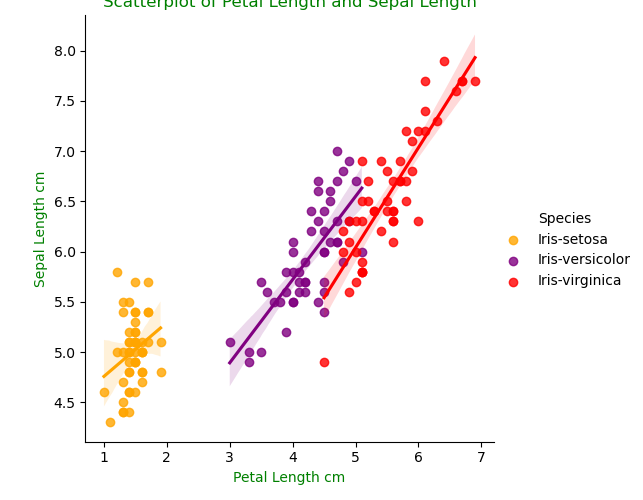 Scatterplot of Petal Length and Sepal Length
8.0
7.5
7.0
6.5
6.0
5.5
5.0
4.5
Sepal Length cm
1 2 3 4 5 6 7
Petal Length cm
Species
Iris-setosa
Iris-versicolor
Iris-virginica